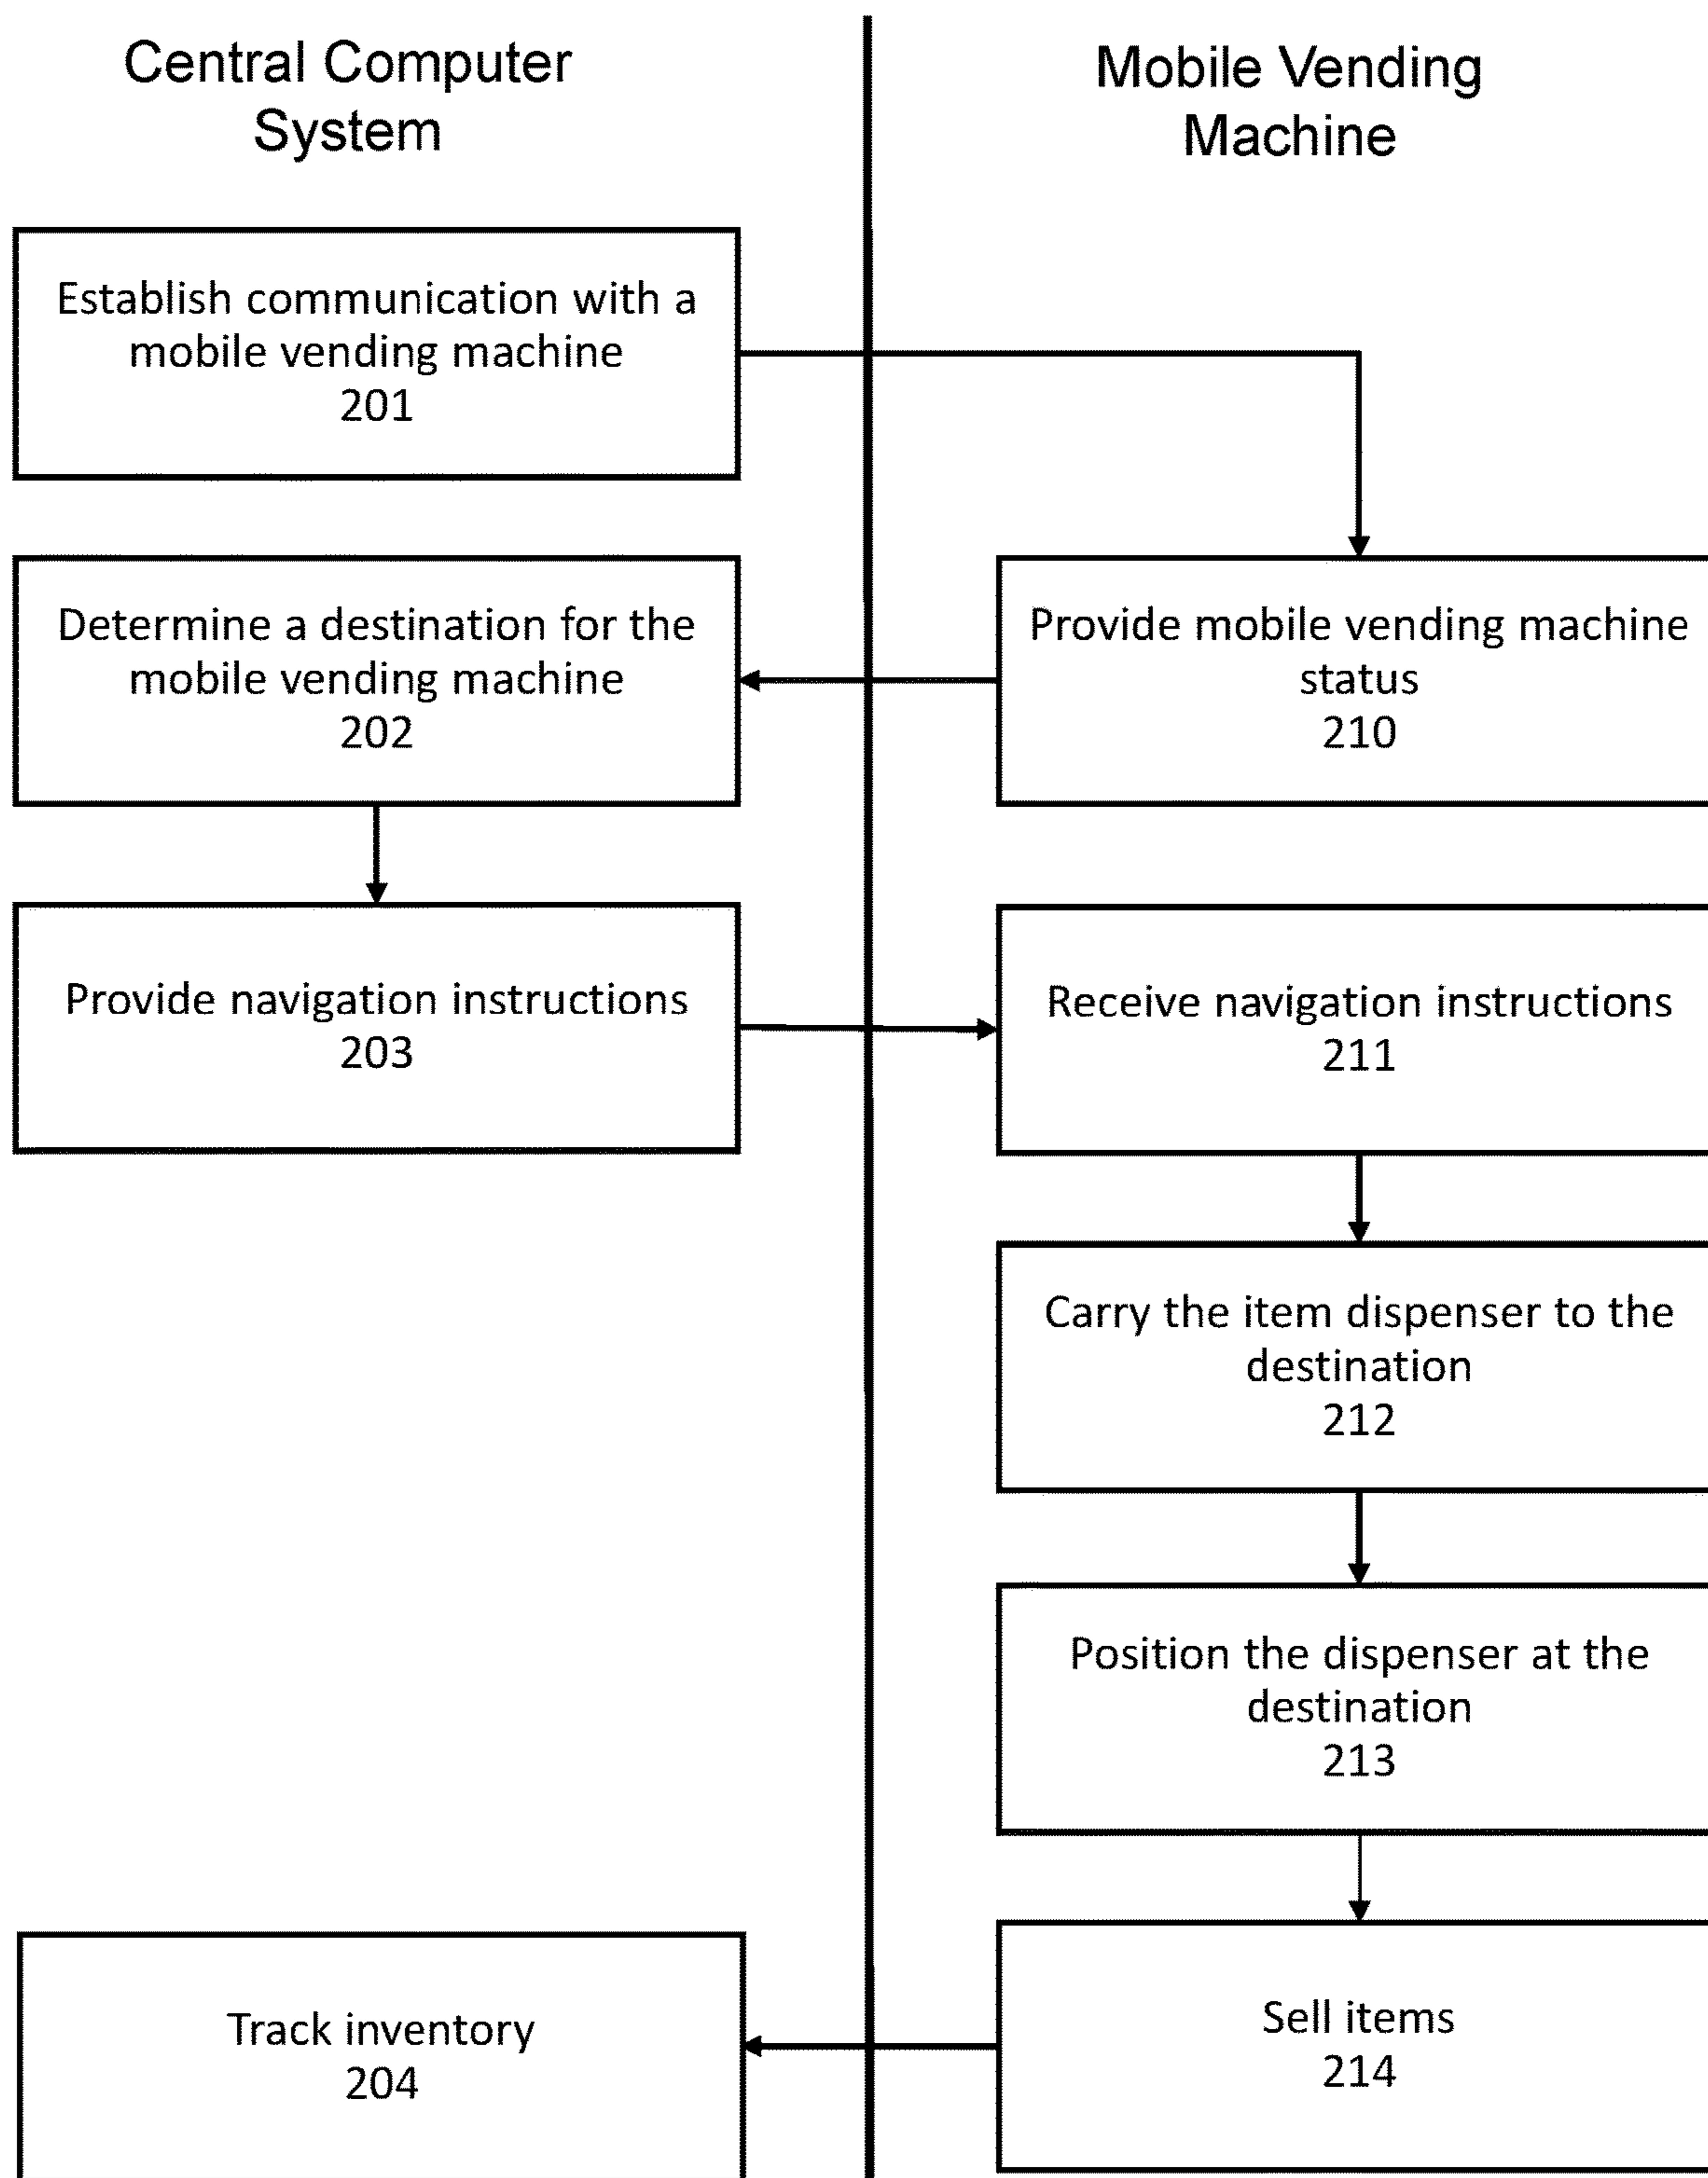 Central Computer
System
Mobile Vending
Machine
Establish communication with a
mobile vending machine
201
Determine a destination for the
mobile vending machine
202
Provide mobile vending machine
status
210
Provide navigation instructions
203
Receive navigation instructions
211
Carry the item dispenser to the
destination
212
Position the dispenser at the
destination
213
Track inventory
204
Sell items
214